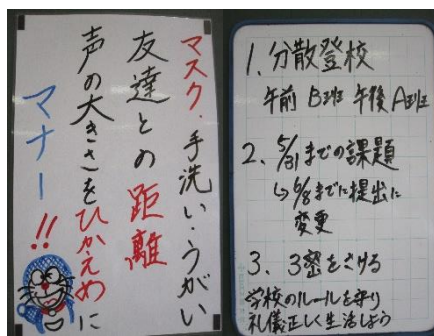 マスク・手洗い・うがい
友達との距離
声の大きさをひかえめに
マナー!!
1. 分散登校
午前 B班 午後 A班
2. 5/31までの課題
↳6/8までに提出に
変更
3. 3密をさける
学校のルールを守り
礼儀正しく生活しよう